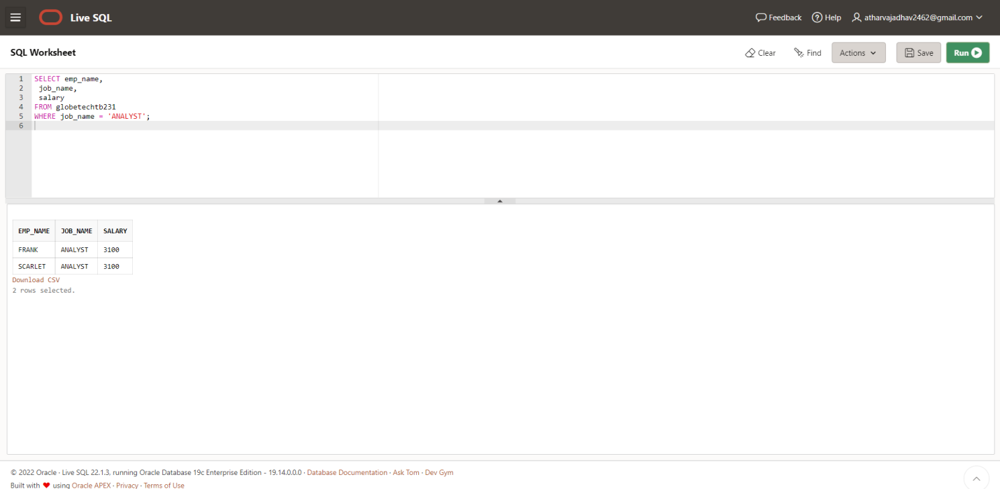 Live SQL
Feedback Help atharvajadhav2462@gmail.com
SQL Worksheet
Clear Find Actions Save Run
1 SELECT emp_name,
2 job_name,
3 salary
4 FROM globetechtb231
5 WHERE job_name = 'ANALYST';
6
EMP_NAME JOB_NAME SALARY
FRANK ANALYST 3100
SCARLET ANALYST 3100
Download CSV
2 rows selected.
© 2022 Oracle · Live SQL 22.1.3, running Oracle Database 19c Enterprise Edition - 19.14.0.0.0 · Database Documentation · Ask Tom · Dev Gym
Built with ❤ using Oracle APEX · Privacy · Terms of Use